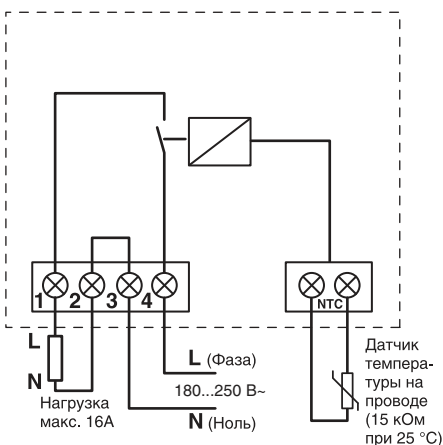 1 2 3 4
NTC
L
N
Нагрузка
макс. 16А
L (Фаза)
180...250 В~
N (Ноль)
Датчик
темпера-
туры на
проводе
(15 кОм
при 25 °C)